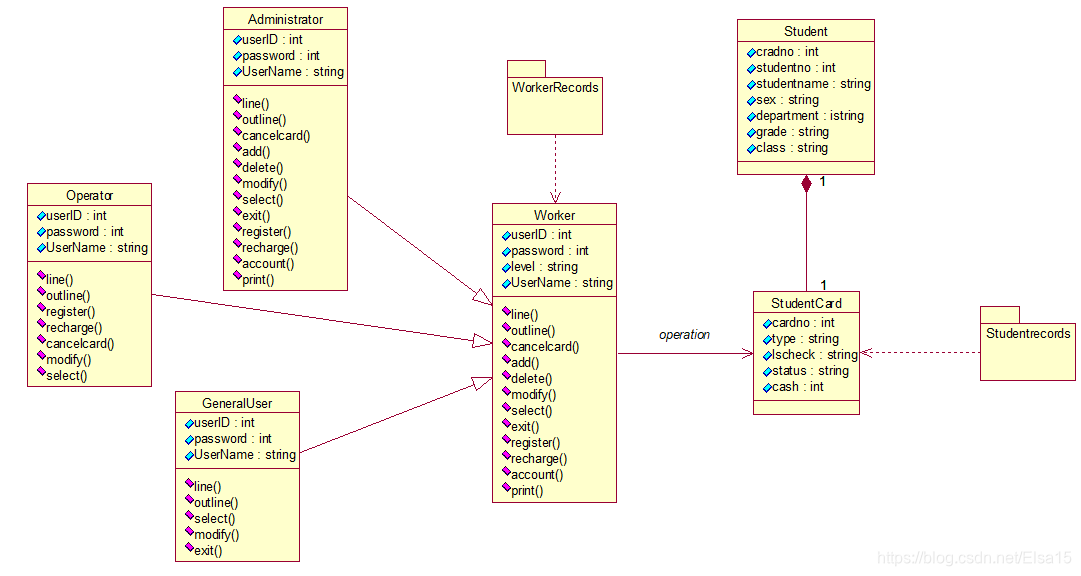 Administrator
userID : int
password : int
UserName : string
line()
outline()
cancelcard()
add()
delete()
modify()
select()
exit()
register()
recharge()
account()
print()
Operator
userID : int
password : int
UserName : string
line()
outline()
register()
recharge()
cancelcard()
modify()
select()
GeneralUser
userID : int
password : int
UserName : string
line()
outline()
select()
modify()
exit()
WorkerRecords
Worker
userID : int
password : int
level : string
UserName : string
line()
outline()
cancelcard()
add()
delete()
modify()
select()
exit()
register()
recharge()
account()
print()
operation
Student
cradno : int
studentno : int
studentname : string
sex : string
department : istring
grade : string
class : string
1
1
StudentCard
cardno : int
type : string
lscheck : string
status : string
cash : int
Studentrecords
https://blog.csdn.net/Elsa15